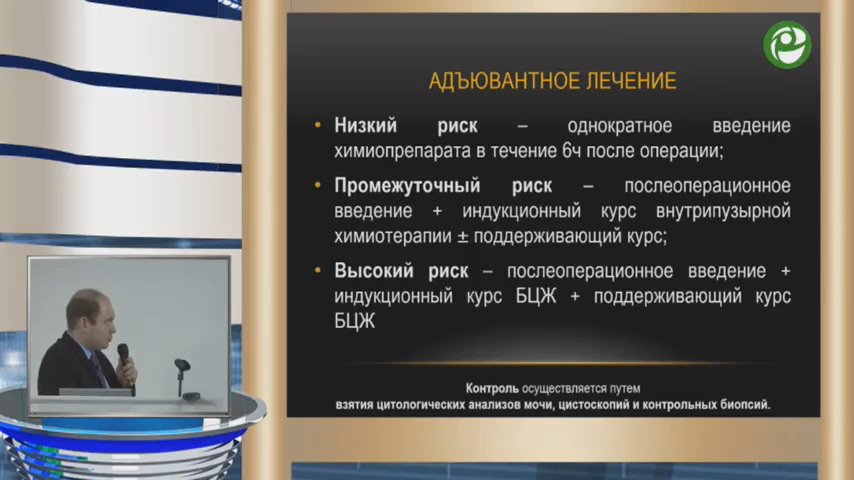 АДЪЮВАНТНОЕ ЛЕЧЕНИЕ
• Низкий риск – однократное введение
химиопрепарата в течение 6ч после операции;
• Промежуточный риск – послеоперационное
введение + индукционный курс внутрипузырной
химиотерапии ± поддерживающий курс;
• Высокий риск – послеоперационное введение +
индукционный курс БЦЖ + поддерживающий курс
БЦЖ
Контроль осуществляется путем
взятия цитологических анализов мочи, цистоскопий и контрольных биопсий.